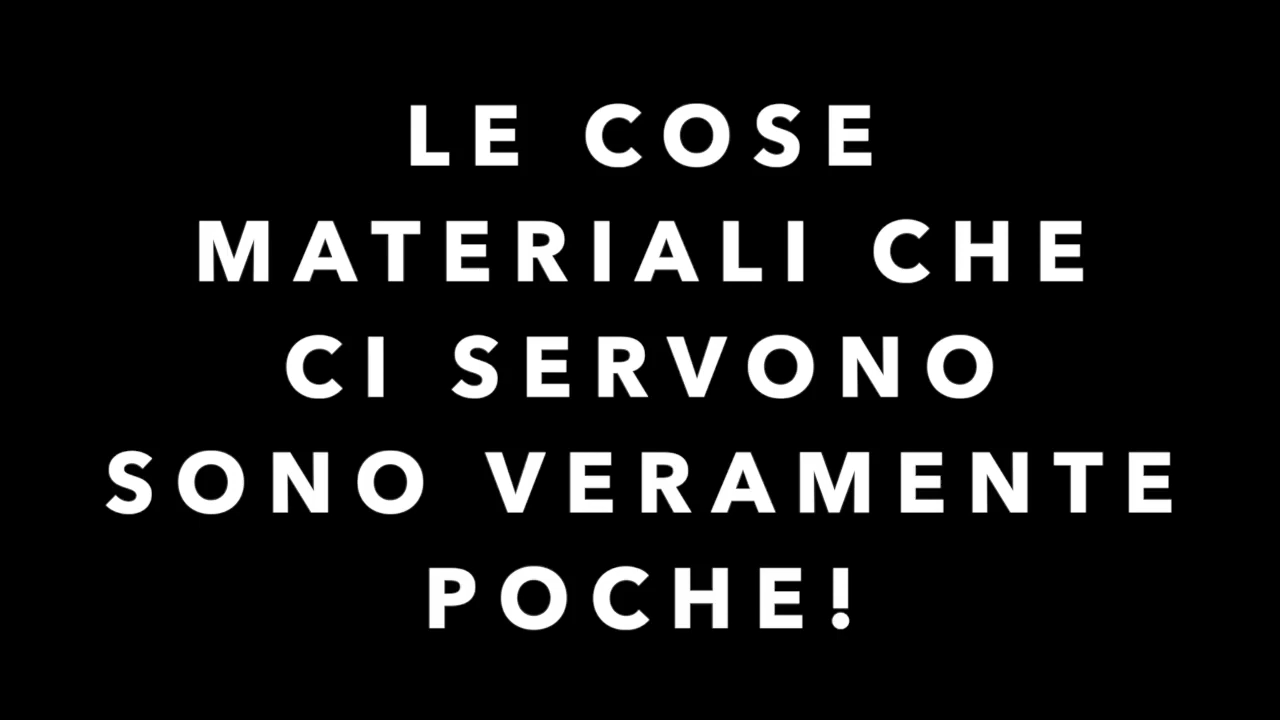 LE COSE
MATERIALI CHE
CI SERVONO
SONO VERAMENTE
POCHE!